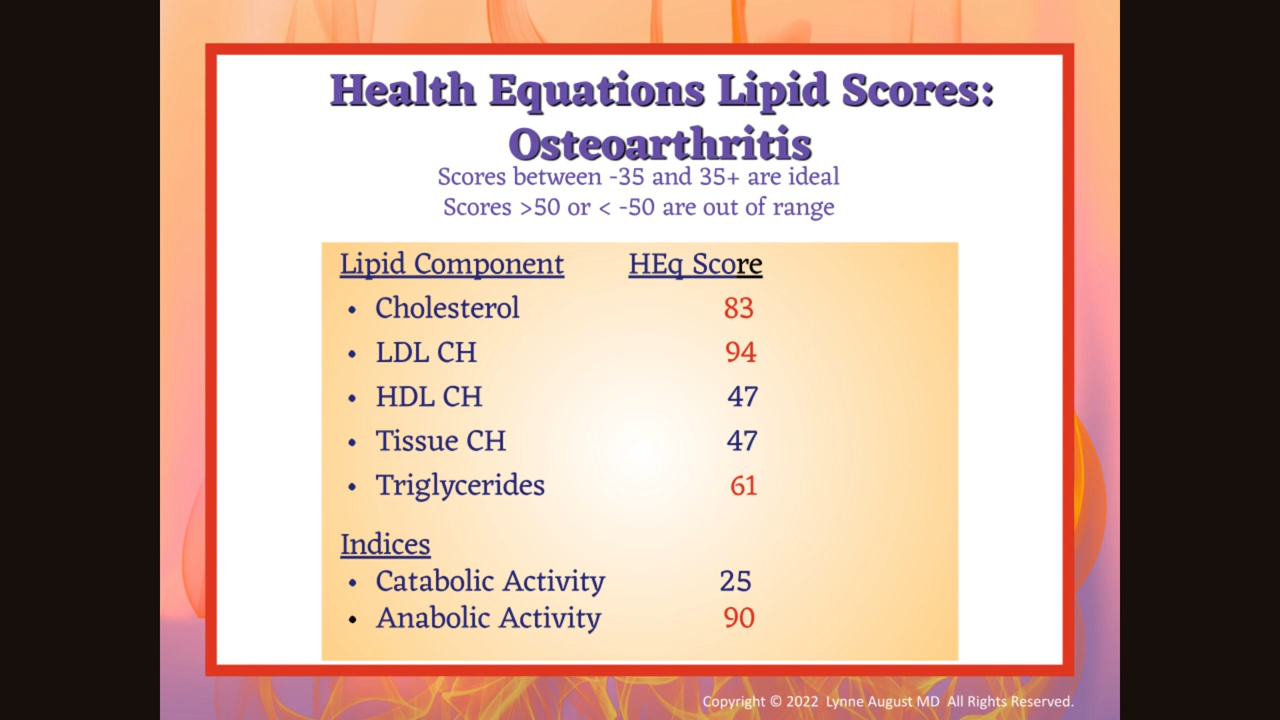 Health Equations Lipid Scores:
Osteoarthritis
Scores between -35 and 35+ are ideal
Scores >50 or < -50 are out of range
Lipid Component HEq Score
• Cholesterol 83
• LDL CH 94
• HDL CH 47
• Tissue CH 47
• Triglycerides 61
Indices
• Catabolic Activity 25
• Anabolic Activity 90
Copyright © 2022 Lynne August MD All Rights Reserved.